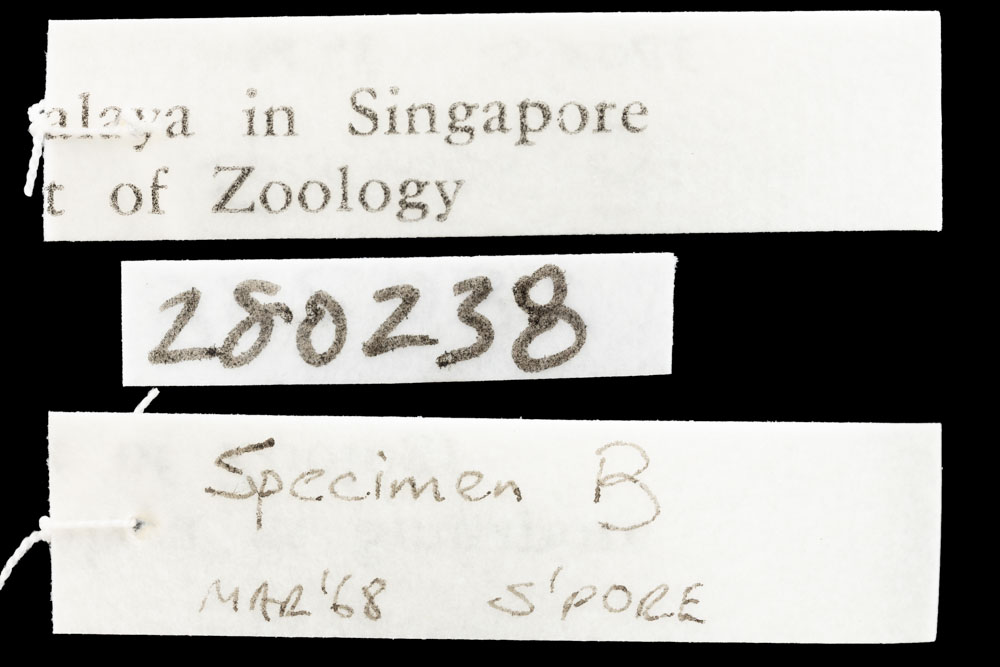 alaya in Singapore
t of Zoology
280238
Specimen B
MAR'68 S'PORE